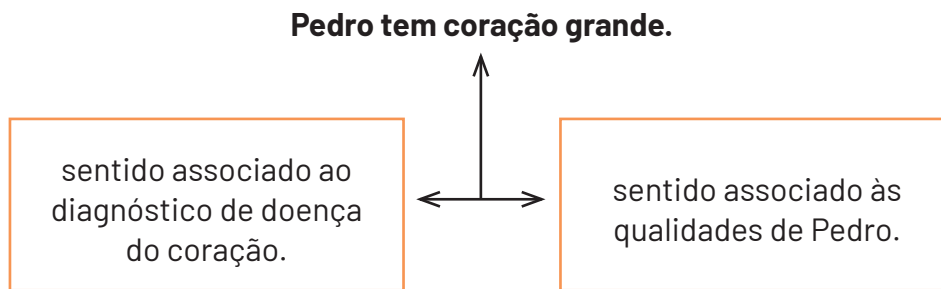 Pedro tem coração grande.
sentido associado ao
diagnóstico de doença
do coração.
sentido associado às
qualidades de Pedro.